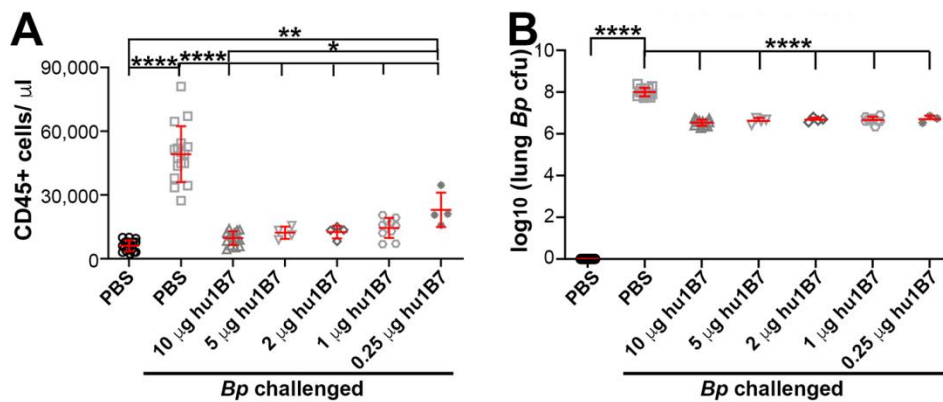 A
**
*
**** ****
CD45+ cells/ µl
90,000
60,000
30,000
0
PBS
PBS
10 µg hu1B7
5 µg hu1B7
2 µg hu1B7
1 µg hu1B7
0.25 µg hu1B7
Bp challenged
B
****
****
log10 (lung Bp cfu)
10
8
6
4
2
0
PBS
PBS
10 µg hu1B7
5 µg hu1B7
2 µg hu1B7
1 µg hu1B7
0.25 µg hu1B7
Bp challenged